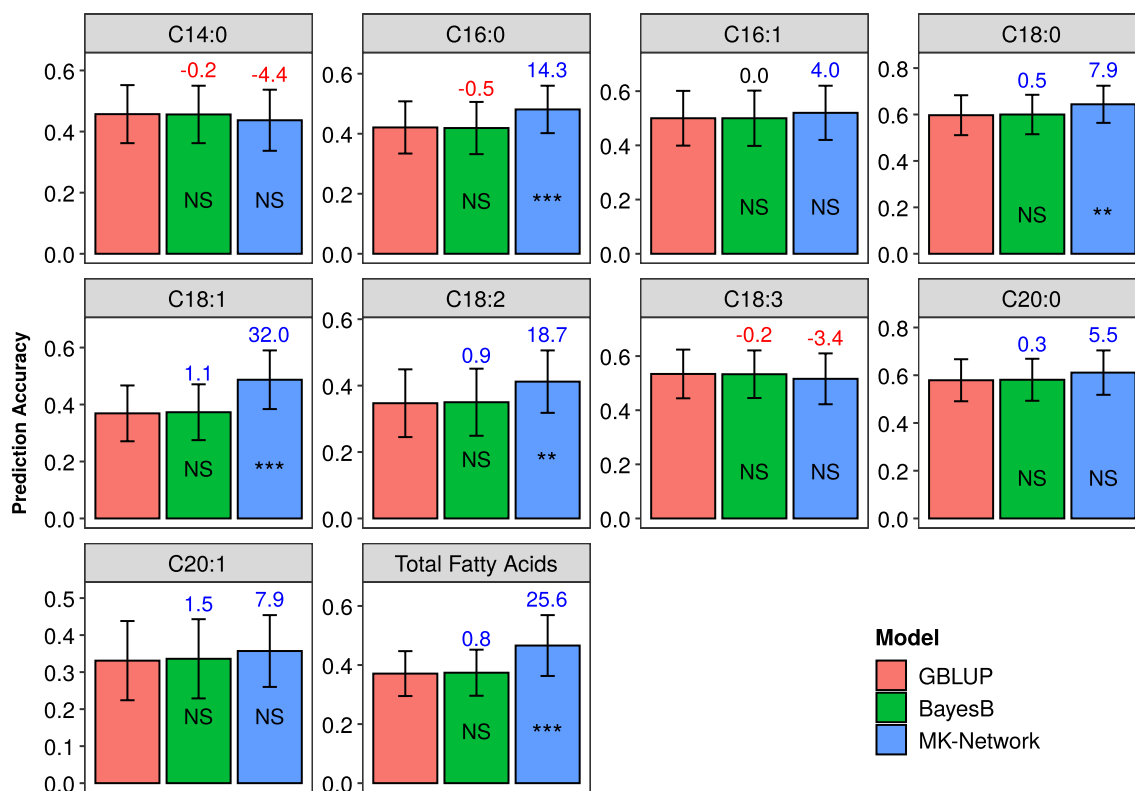 C14:0 C16:0 C16:1 C18:0
0.6 -0.2 -4.4 0.6 -0.5 14.3 0.6 0.0 4.0 0.8 0.5 7.9
0.4 0.4 0.4 0.6
0.2 NS NS 0.2 NS *** 0.2 NS NS 0.4 NS **
0.2
0.0 0.0 0.0 0.0
C18:1 C18:2 C18:3 C20:0
0.6 1.1 32.0 0.6 0.9 18.7 0.6 -0.2 -3.4 0.8 0.3 5.5
0.4 0.4 0.4 0.6
0.4
0.2 NS *** 0.2 NS ** 0.2 NS NS 0.2 NS NS
0.0 0.0 0.0 0.0
Prediction Accuracy
C20:1 Total Fatty Acids
0.5 1.5 7.9 0.6 0.8 25.6
0.4 0.4
0.3
0.2 NS NS 0.2 NS ***
0.1
0.0 0.0
Model
GBLUP
BayesB
MK-Network